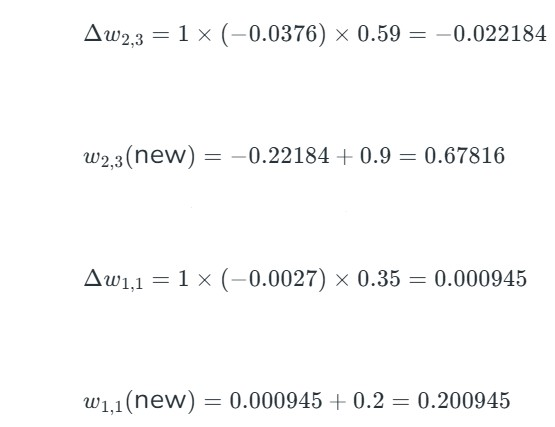 Δw₂,₃ = 1 × (−0.0376) × 0.59 = −0.022184
w₂,₃(new) = −0.22184 + 0.9 = 0.67816
Δw₁,₁ = 1 × (−0.0027) × 0.35 = 0.000945
w₁,₁(new) = 0.000945 + 0.2 = 0.200945